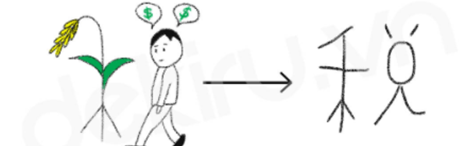 $ $
税
dekiru.vn